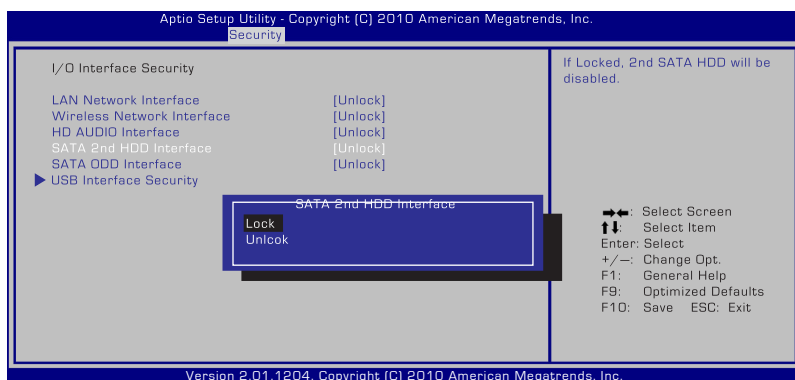 Aptio Setup Utility - Copyright (C) 2010 American Megatrends, Inc.
Security
I/O Interface Security
LAN Network Interface [Unlock]
Wireless Network Interface [Unlock]
HD AUDIO Interface [Unlock]
SATA 2nd HDD Interface [Unlock]
SATA ODD Interface [Unlock]
USB Interface Security
SATA 2nd HDD Interface
Lock
Unlcok
If Locked, 2nd SATA HDD will be
disabled.
→←: Select Screen
↑↓: Select Item
Enter: Select
+/—: Change Opt.
F1: General Help
F9: Optimized Defaults
F10: Save ESC: Exit
Version 2.01.1204. Copyright (C) 2010 American Megatrends, Inc.